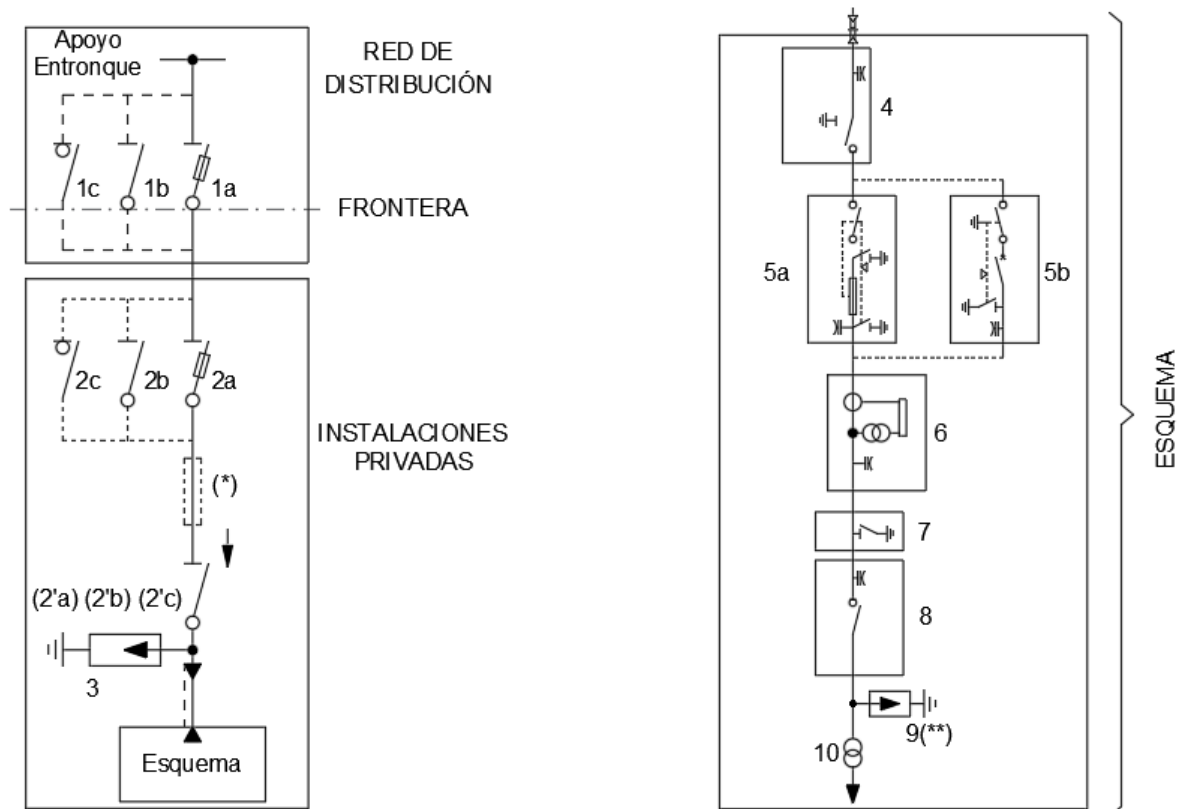 Apoyo
Entronque
RED DE
DISTRIBUCIÓN
1c
1b
1a
FRONTERA
2c
2b
2a
INSTALACIONES
PRIVADAS
(*)
(2'a) (2'b) (2'c)
3
Esquema
4
5a
5b
6
7
8
9(**)
10
ESQUEMA